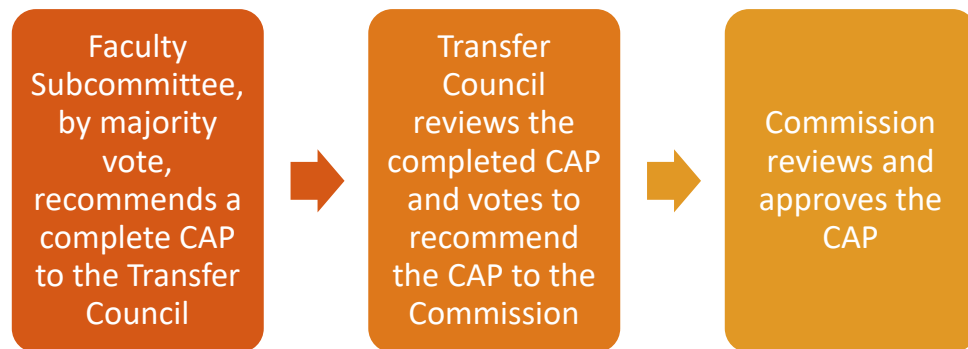 Faculty
Subcommittee,
by majority
vote,
recommends a
complete CAP
to the Transfer
Council
Transfer
Council
reviews the
completed CAP
and votes to
recommend
the CAP to the
Commission
Commission
reviews and
approves the
CAP